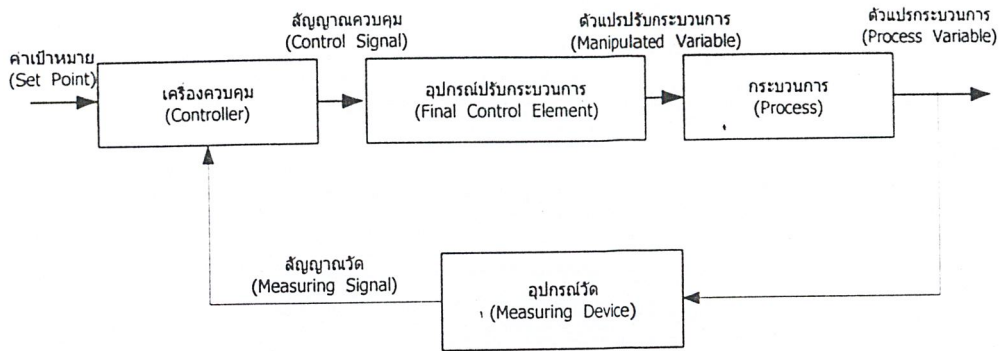 สัญญาณควบคุม
(Control Signal)
ตัวแปรปรับกระบวนการ
(Manipulated Variable)
ตัวแปรกระบวนการ
(Process Variable)
ค่าเป้าหมาย
(Set Point)
เครื่องควบคุม
(Controller)
อุปกรณ์ปรับกระบวนการ
(Final Control Element)
กระบวนการ
(Process)
สัญญาณวัด
(Measuring Signal)
อุปกรณ์วัด
(Measuring Device)